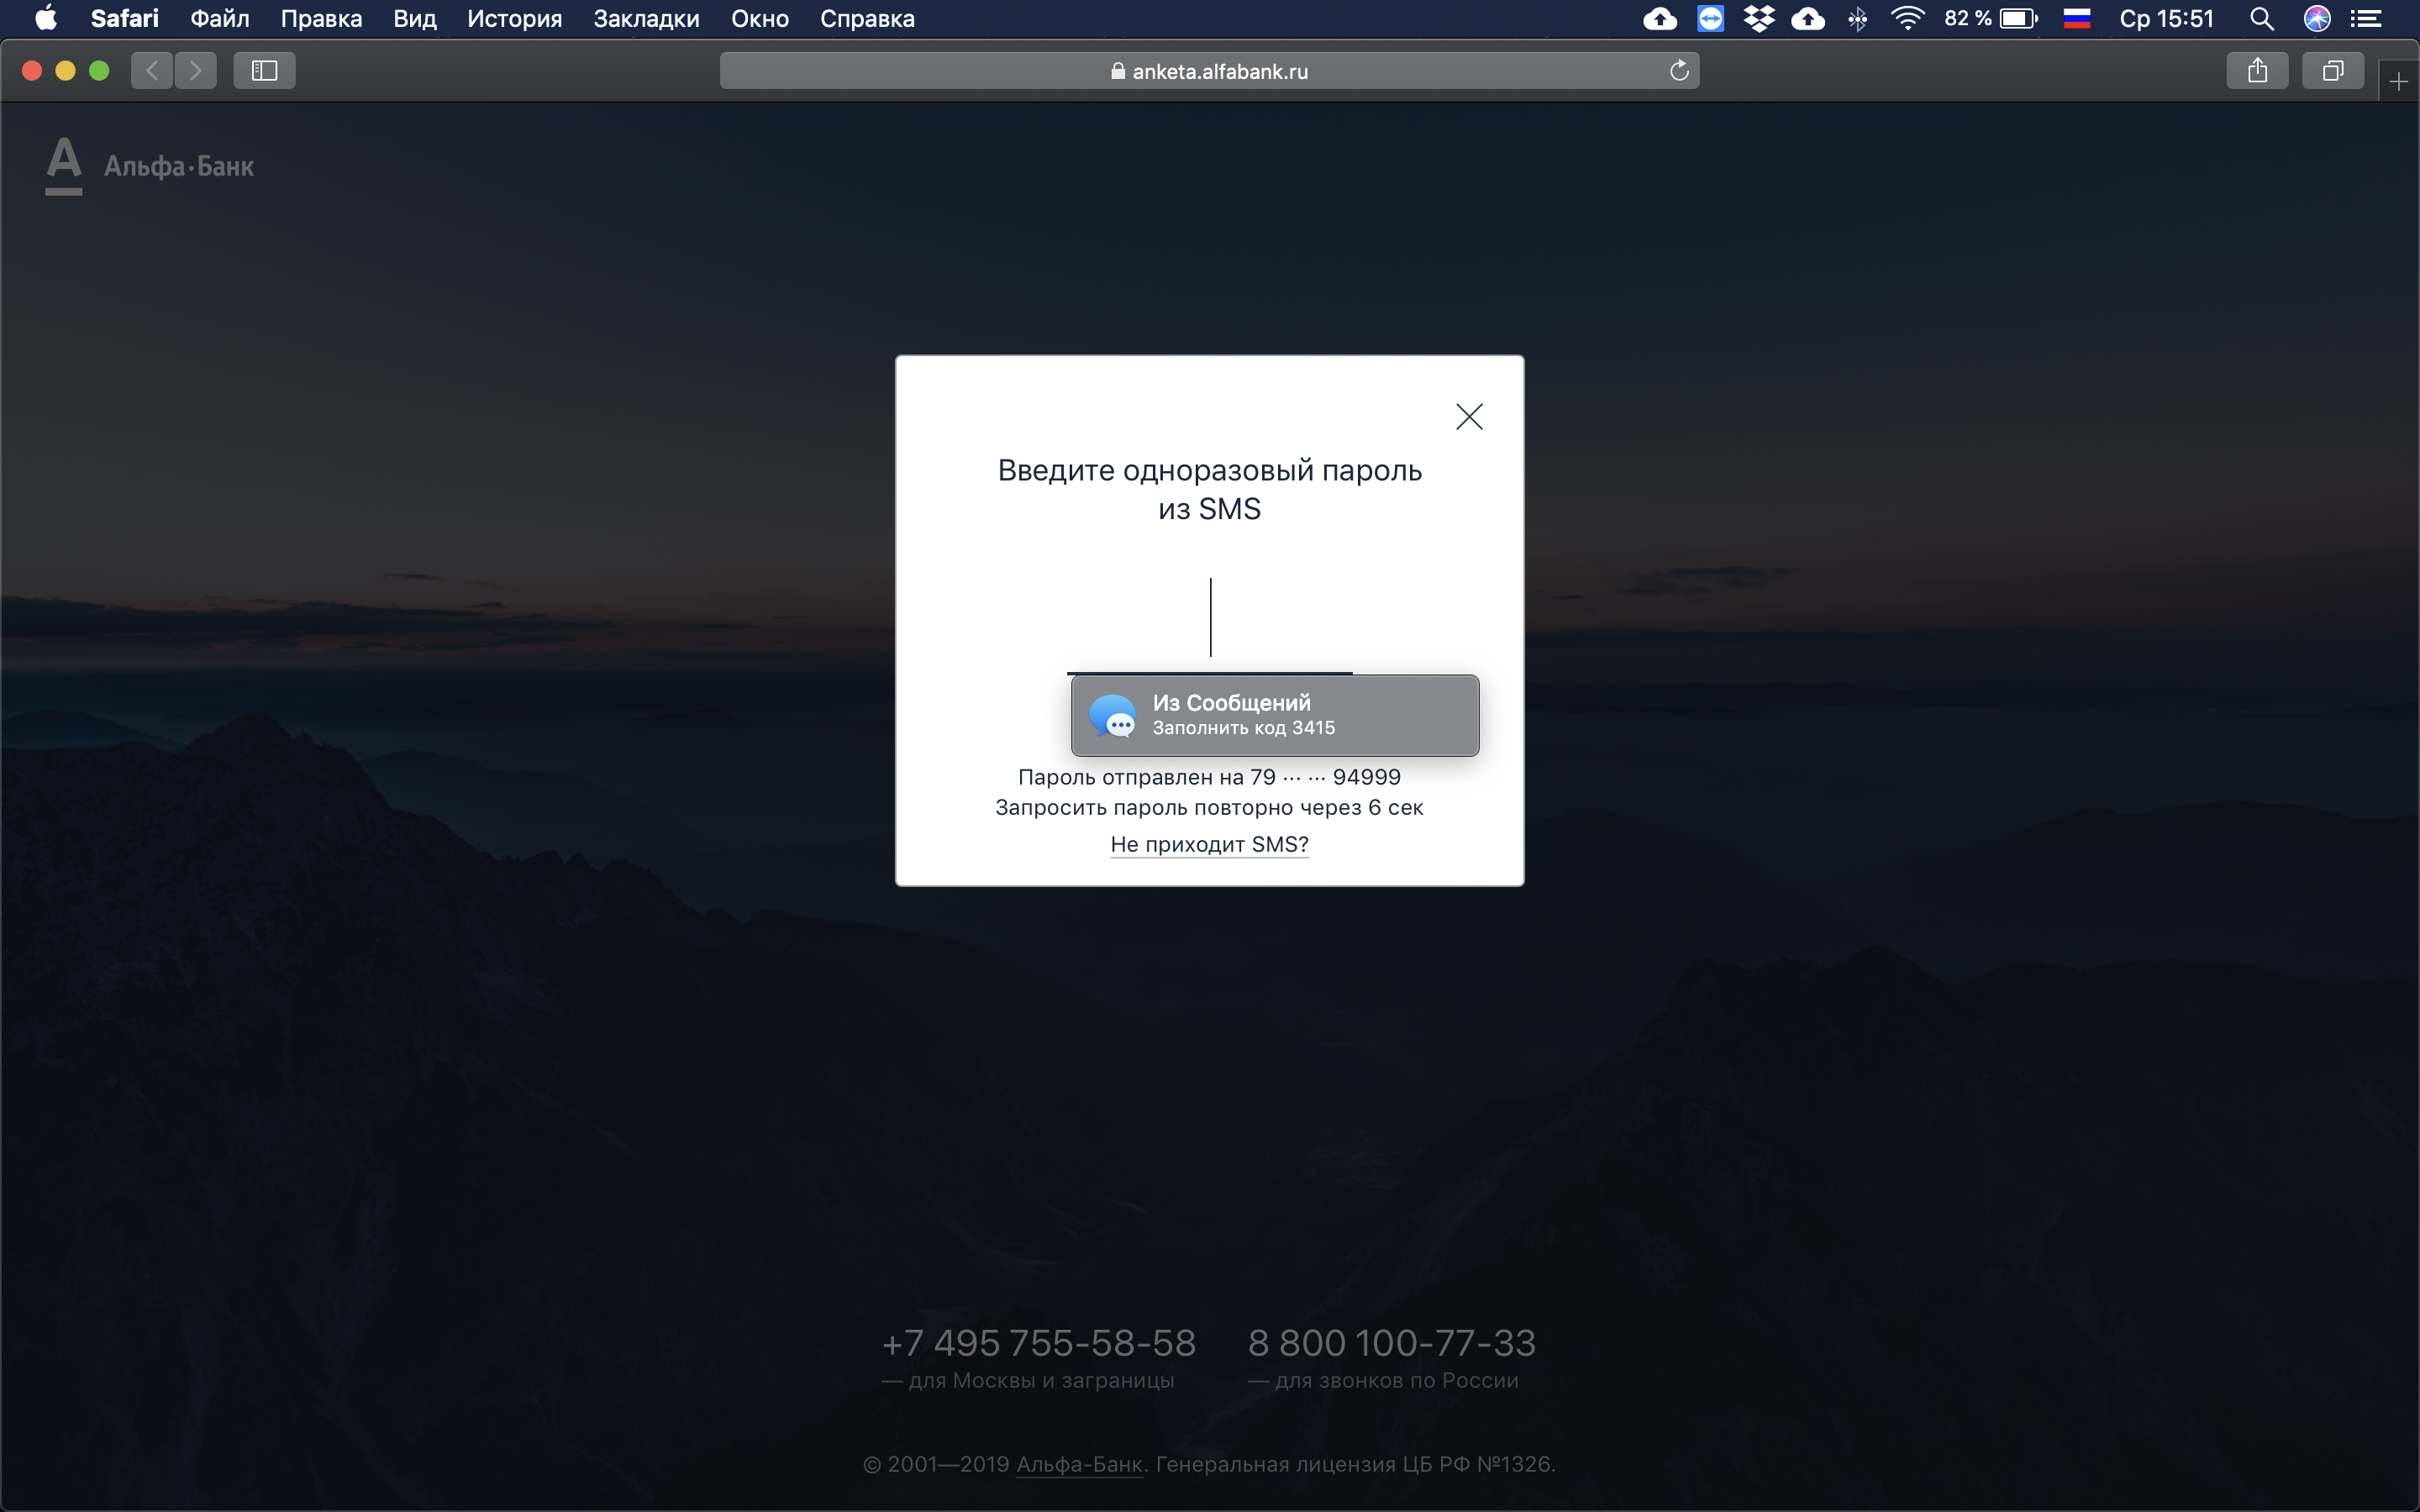 Safari Файл Правка Вид История Закладки Окно Справка 82 % Ср 15:51
anketa.alfabank.ru
А Альфа·Банк
Введите одноразовый пароль
из SMS
Из Сообщений
Заполнить код 3415
Пароль отправлен на 79 ··· ··· 94999
Запросить пароль повторно через 6 сек
Не приходит SMS?
+7 495 755-58-58 8 800 100-77-33
— для Москвы и заграницы — для звонков по России
© 2001—2019 Альфа-Банк. Генеральная лицензия ЦБ РФ №1326.